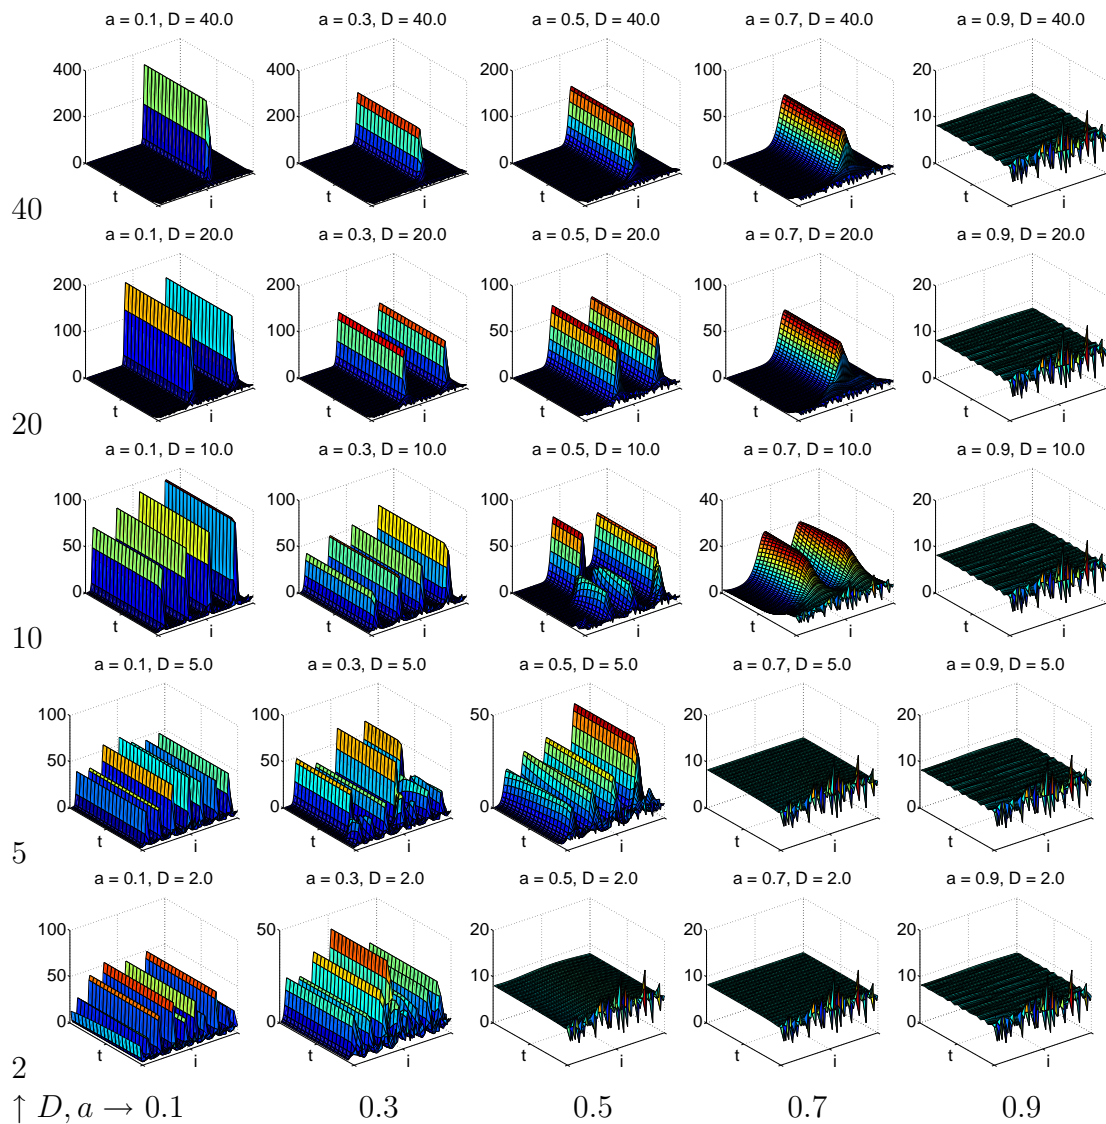 a = 0.1, D = 40.0 a = 0.3, D = 40.0 a = 0.5, D = 40.0 a = 0.7, D = 40.0 a = 0.9, D = 40.0
400 400 200 100 20
200 200 100 50 10
0 0 0 0 0
t i t i t i t i t i
40
a = 0.1, D = 20.0 a = 0.3, D = 20.0 a = 0.5, D = 20.0 a = 0.7, D = 20.0 a = 0.9, D = 20.0
200 200 100 100 20
100 100 50 50 10
0 0 0 0 0
t i t i t i t i t i
20
a = 0.1, D = 10.0 a = 0.3, D = 10.0 a = 0.5, D = 10.0 a = 0.7, D = 10.0 a = 0.9, D = 10.0
100 100 100 40 20
50 50 50 20 10
0 0 0 0 0
t i t i t i t i t i
10
a = 0.1, D = 5.0 a = 0.3, D = 5.0 a = 0.5, D = 5.0 a = 0.7, D = 5.0 a = 0.9, D = 5.0
100 100 50 20 20
50 50 10 10
0 0 0 0 0
t i t i t i t i t i
5
a = 0.1, D = 2.0 a = 0.3, D = 2.0 a = 0.5, D = 2.0 a = 0.7, D = 2.0 a = 0.9, D = 2.0
100 50 20 20 20
50 10 10 10
0 0 0 0 0
t i t i t i t i t i
2
↑ D, a → 0.1 0.3 0.5 0.7 0.9